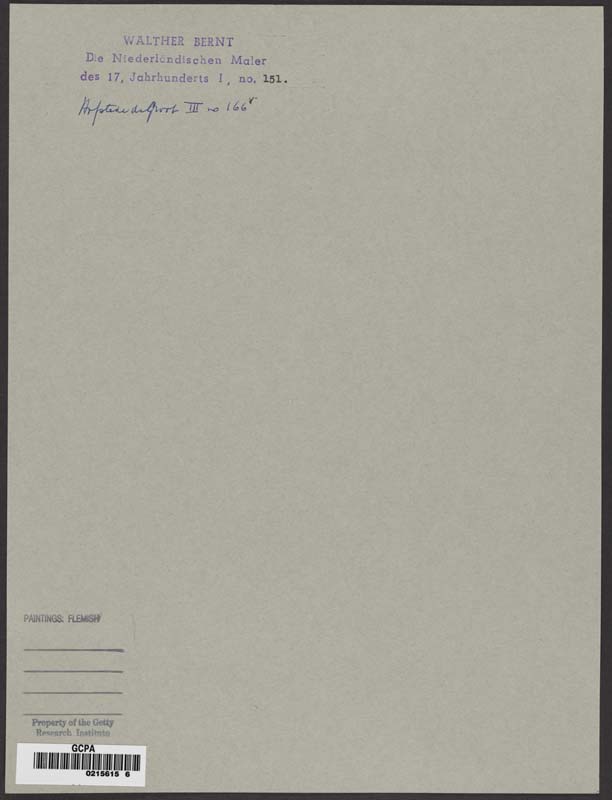 WALTHER BERNT
Die Niederländischen Maler
des 17. Jahrhunderts I, no. 151.
Hofstede de Groot III no 166
PAINTINGS: FLEMISH
Property of the Getty
Research Institute
GCPA
0215615 6